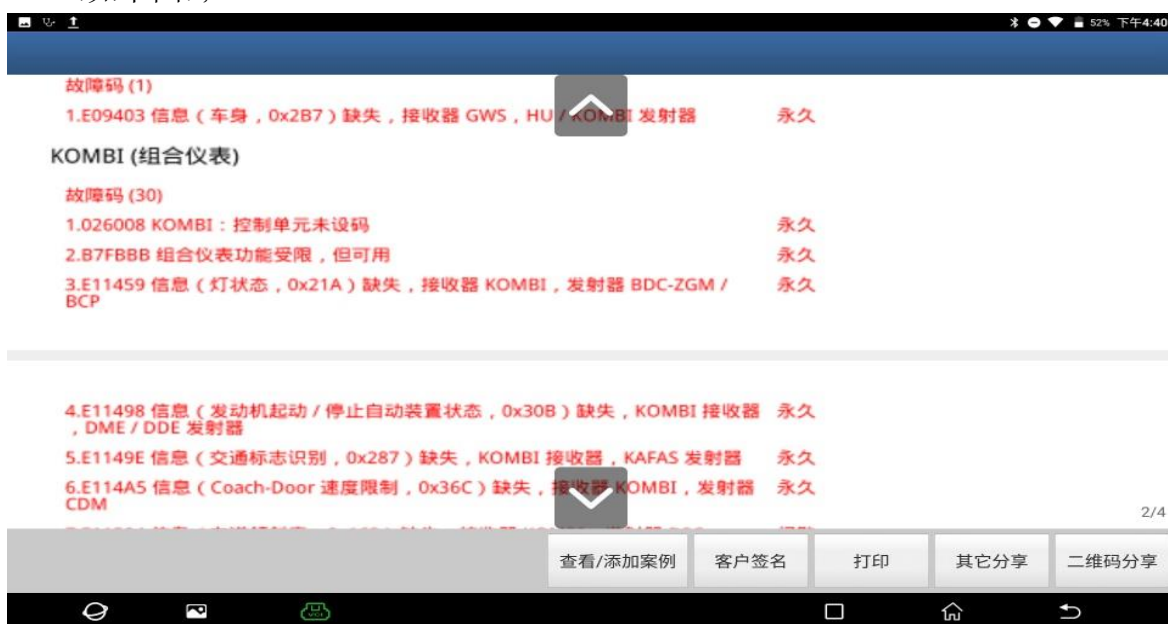 52% 下午4:40
故障码 (1)
1.E09403 信息（车身，0x2B7）缺失，接收器 GWS，HU / KOMBI 发射器 永久
KOMBI (组合仪表)
故障码 (30)
1.026008 KOMBI：控制单元未设码 永久
2.B7FBBB 组合仪表功能受限，但可用 永久
3.E11459 信息（灯状态，0x21A）缺失，接收器 KOMBI，发射器 BDC-ZGM / 永久
BCP
4.E11498 信息（发动机起动 / 停止自动装置状态，0x30B）缺失，KOMBI 接收器 永久
，DME / DDE 发射器
5.E1149E 信息（交通标志识别，0x287）缺失，KOMBI 接收器，KAFAS 发射器 永久
6.E114A5 信息（Coach-Door 速度限制，0x36C）缺失，接收器 KOMBI，发射器 永久
CDM
2/4
查看/添加案例 客户签名 打印 其它分享 二维码分享
VCI